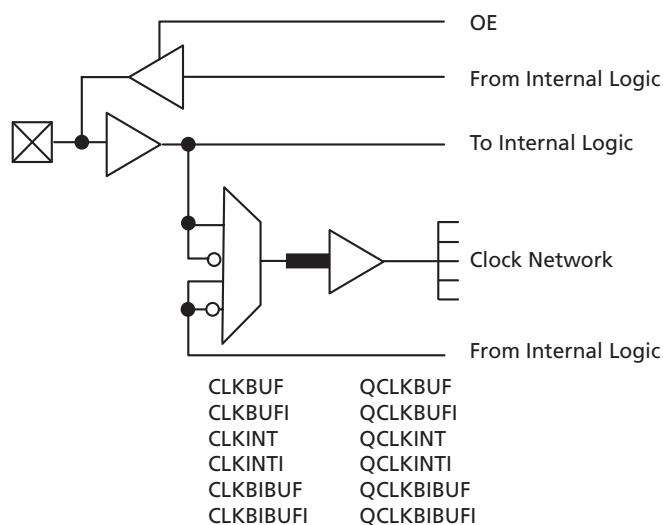 OE
From Internal Logic
To Internal Logic
Clock Network
From Internal Logic
CLKBUF QCLKBUF
CLKBUFI QCLKBUFI
CLKINT QCLKINT
CLKINTI QCLKINTI
CLKBIBUF QCLKBIBUF
CLKBIBUFI QCLKBIBUFI